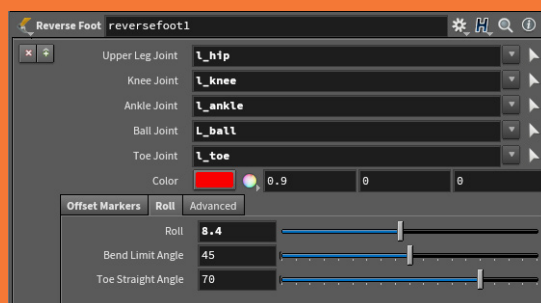 Reverse Foot reversefoot1
Upper Leg Joint l_hip
Knee Joint l_knee
Ankle Joint l_ankle
Ball Joint L_ball
Toe Joint l_toe
Color 0.9 0 0
Offset Markers Roll Advanced
Roll 8.4
Bend Limit Angle 45
Toe Straight Angle 70